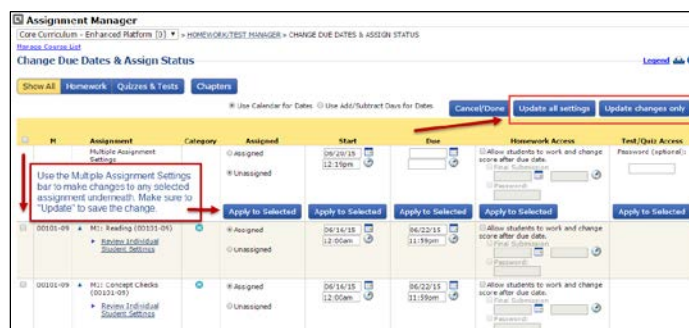 Assignment Manager
Core Curriculum - Enhanced Platform [0] » HOMEWORK/TEST MANAGER » CHANGE DUE DATES & ASSIGN STATUS
Manage Course List
Change Due Dates & Assign Status Legend
Show All Homework Quizzes & Tests Chapters
Use Calendar for Dates Use Add/Subtract Days for Dates Cancel/Done Update all settings Update changes only
M Assignment Category Assigned Start Due Homework Access Test/Quiz Access
Multiple Assignment Settings Assigned Unassigned 12:19pm Allow students to work and change score after due date. Final Submission Password: Password (optional):
Use the Multiple Assignment Settings
bar to make changes to any selected
assignment underneath. Make sure to
"Update" to save the change.
Apply to Selected Apply to Selected Apply to Selected Apply to Selected Apply to Selected
00101-09 M1: Reading (00101-09) Assigned 06/16/15 06/22/15 Allow students to work and change
12:00am 11:59pm score after due date.
Review Individual Final Submission
Student Settings Unassigned Password:
00101-09 M1: Concept Checks Assigned 06/16/15 06/22/15 Allow students to work and change
(00101-09) 12:00am 11:59pm score after due date.
Review Individual Unassigned Final Submission
Student Settings Password: